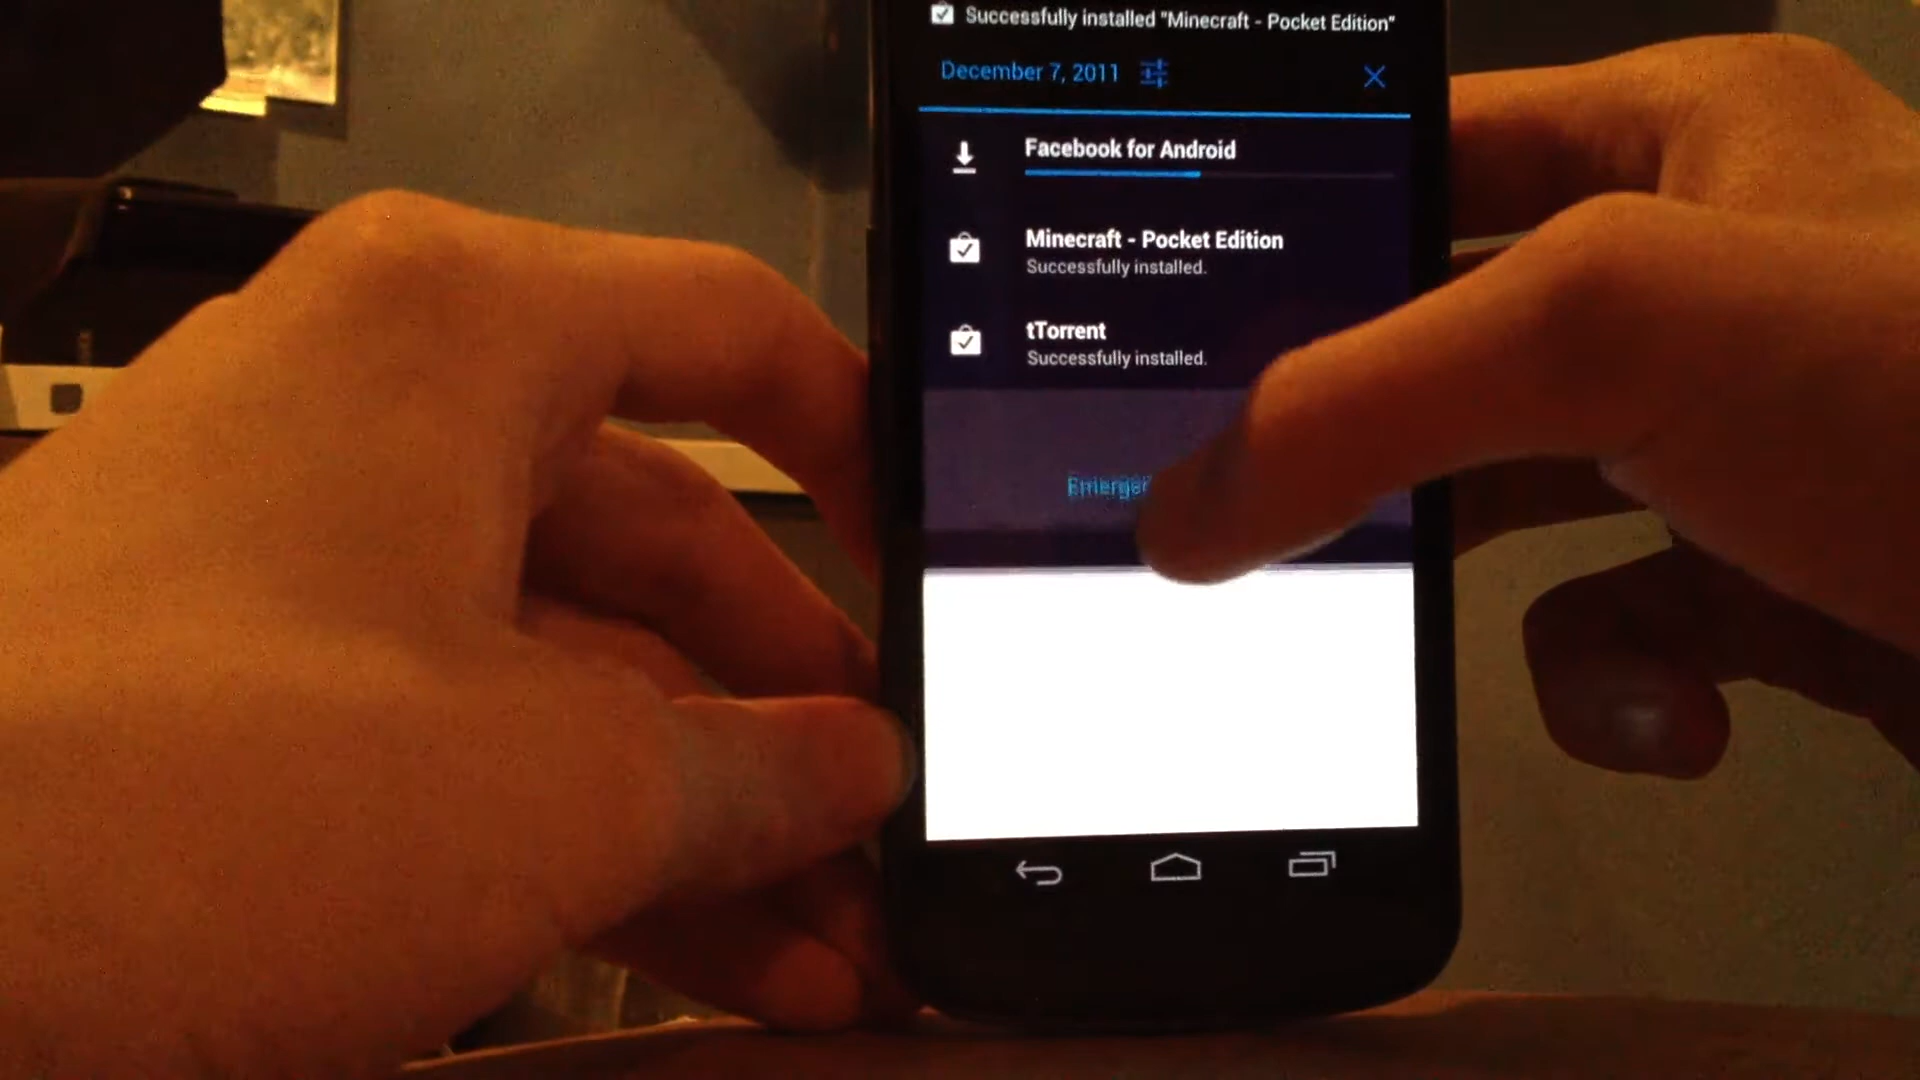 Successfully installed "Minecraft - Pocket Edition"
December 7, 2011
Facebook for Android
Minecraft - Pocket Edition
Successfully installed.
tTorrent
Successfully installed.